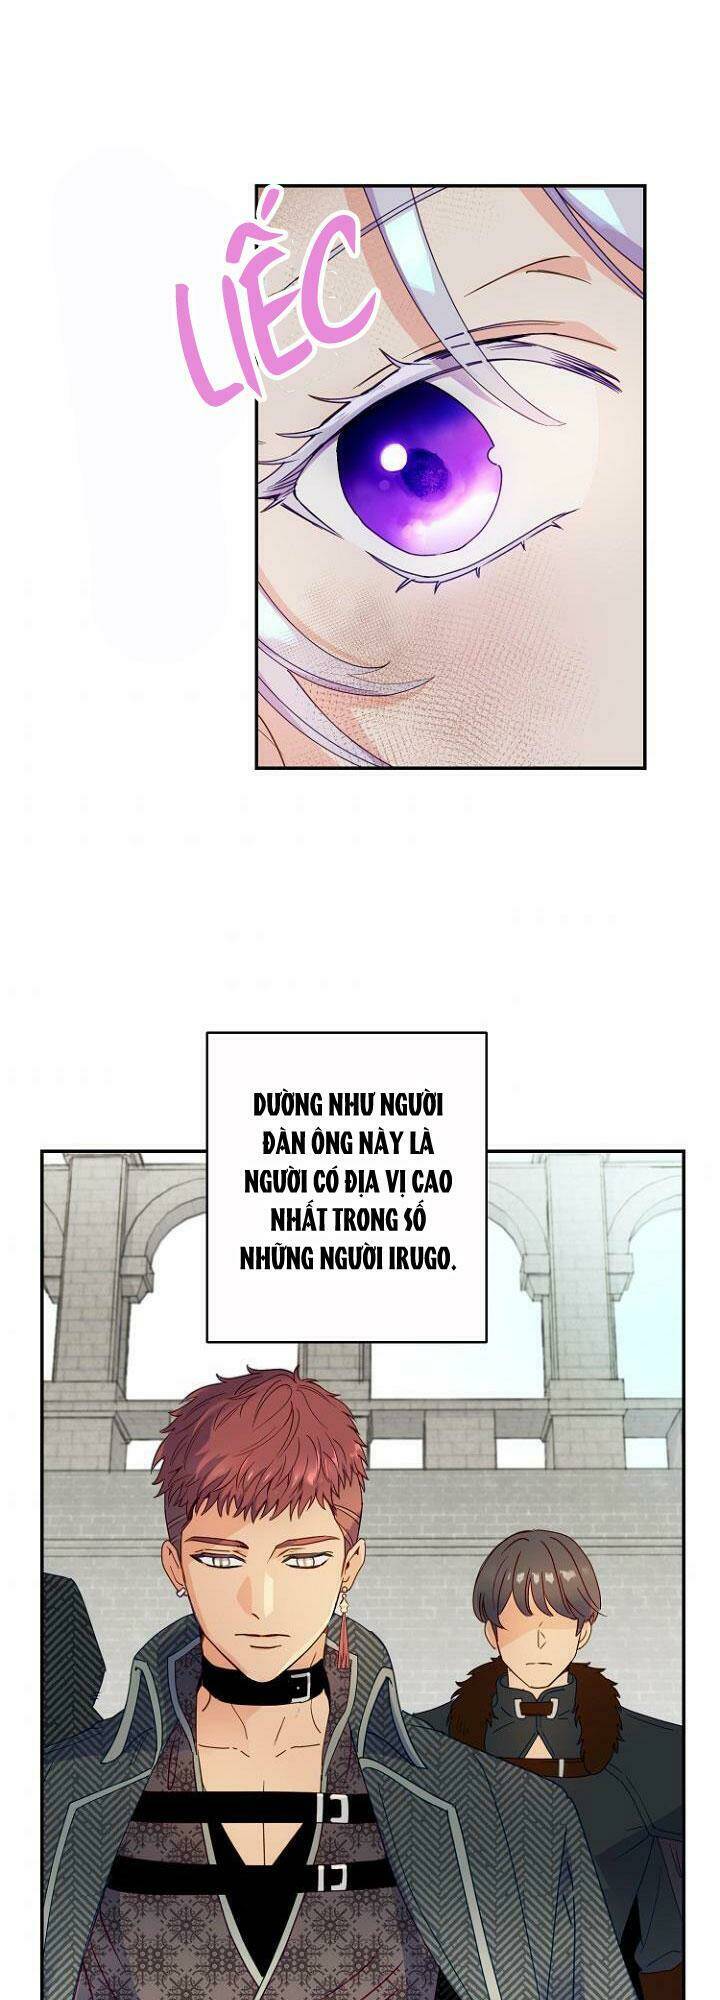 LIẾC
DƯỜNG NHƯ NGƯỜI
ĐÀN ÔNG NÀY LÀ
NGƯỜI CÓ ĐỊA VỊ CAO
NHẤT TRONG SỐ
NHỮNG NGƯỜI IRUGO.